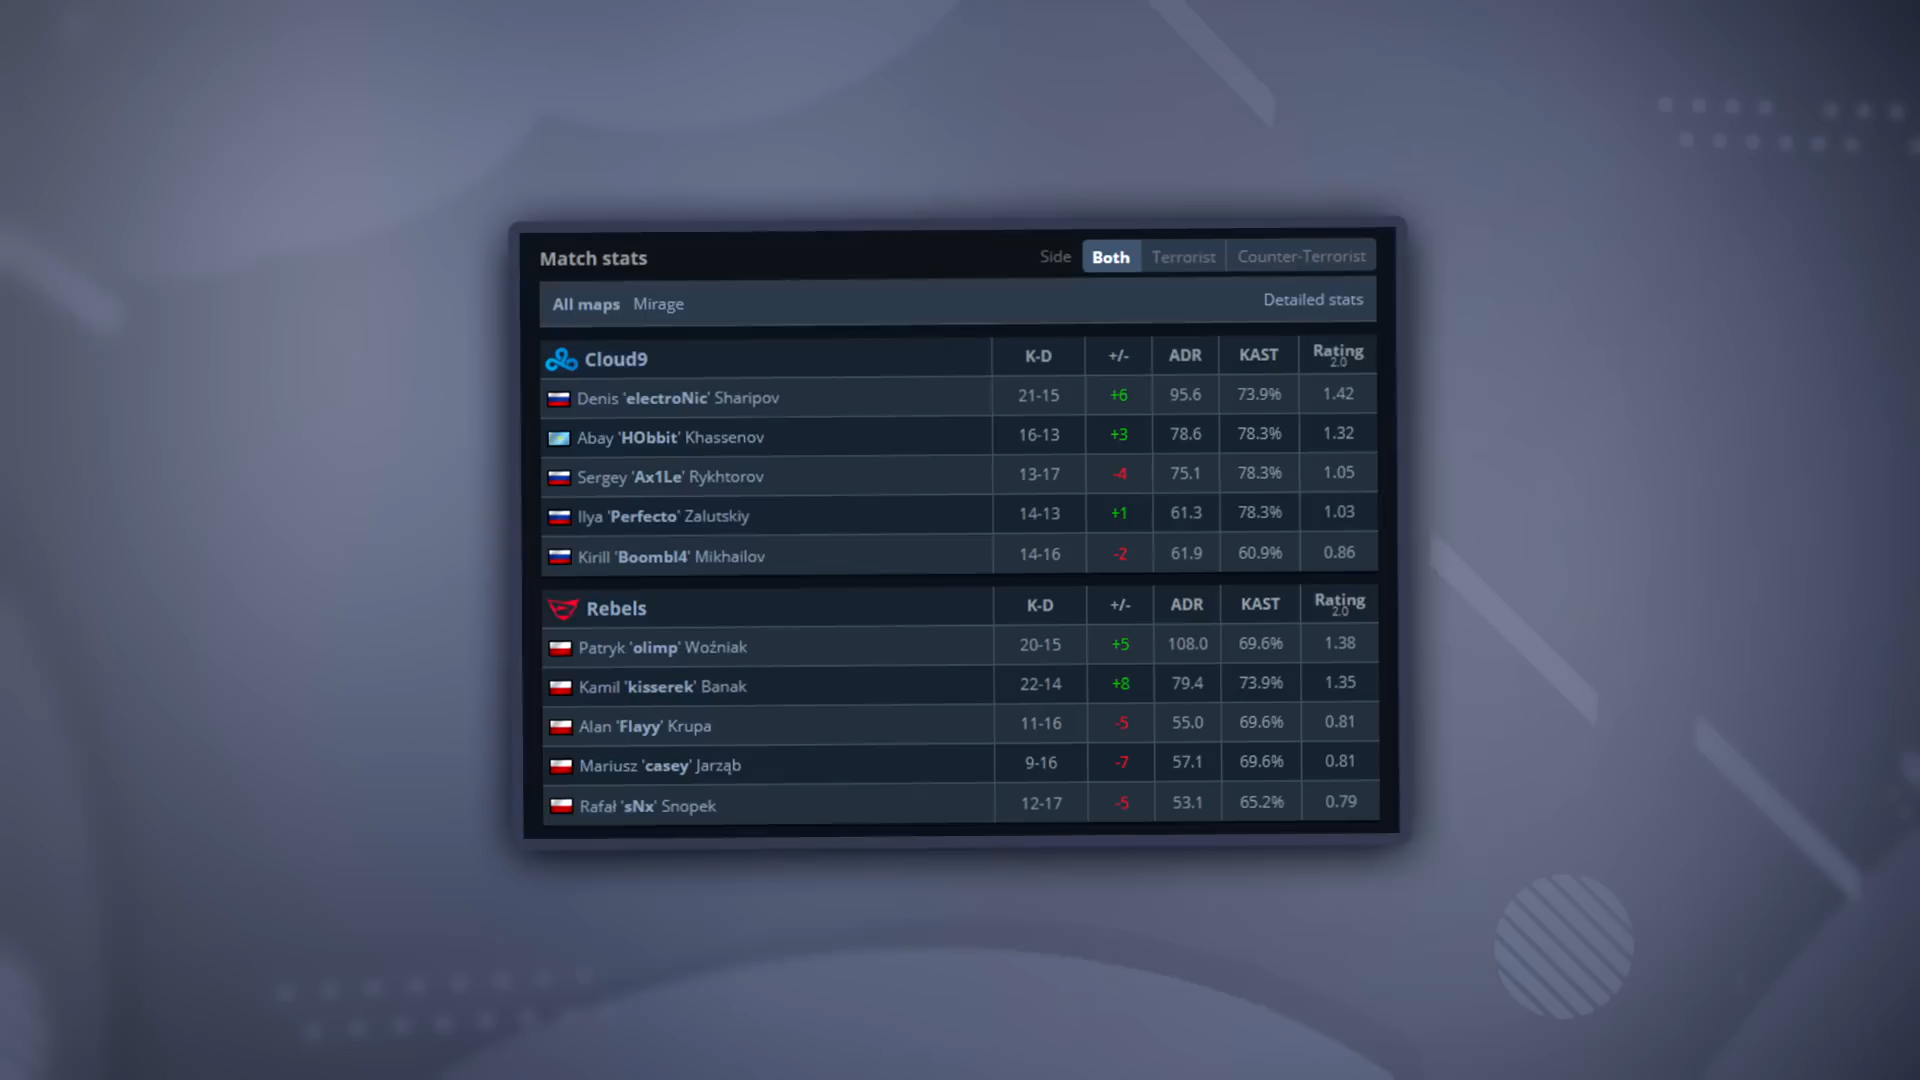 Match stats Side Both Terrorist Counter-Terrorist
All maps Mirage Detailed stats
Cloud9 K-D +/- ADR KAST Rating 2.0
Denis 'electroNic' Sharipov 21-15 +6 95.6 73.9% 1.42
Abay 'HObbit' Khassenov 16-13 +3 78.6 78.3% 1.32
Sergey 'Ax1Le' Rykhtorov 13-17 -4 75.1 78.3% 1.05
Ilya 'Perfecto' Zalutskiy 14-13 +1 61.3 78.3% 1.03
Kirill 'Boombl4' Mikhailov 14-16 -2 61.9 60.9% 0.86
Rebels K-D +/- ADR KAST Rating 2.0
Patryk 'olimp' Woźniak 20-15 +5 108.0 69.6% 1.38
Kamil 'kisserek' Banak 22-14 +8 79.4 73.9% 1.35
Alan 'Flayy' Krupa 11-16 -5 55.0 69.6% 0.81
Mariusz 'casey' Jarząb 9-16 -7 57.1 69.6% 0.81
Rafał 'sNx' Snopek 12-17 -5 53.1 65.2% 0.79